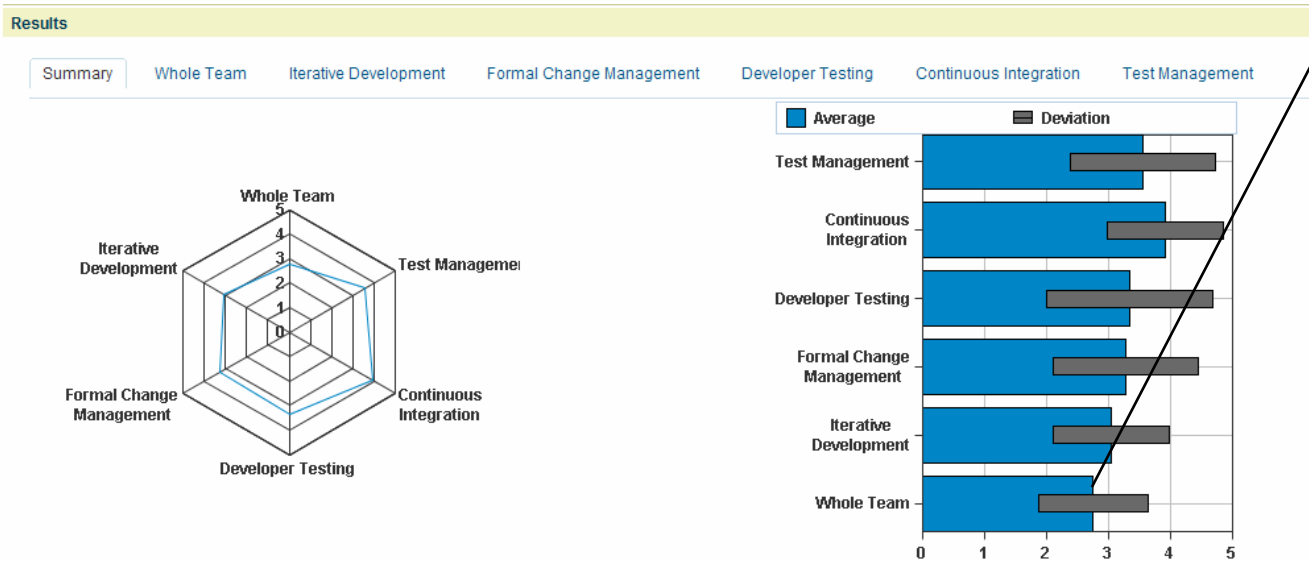 Results
Summary Whole Team Iterative Development Formal Change Management Developer Testing Continuous Integration Test Management
Whole Team
5
4
3
2
1
0
Iterative
Development
Test Managemen
Formal Change
Management
Continuous
Integration
Developer Testing
Average Deviation
Test Management
Continuous
Integration
Developer Testing
Formal Change
Management
Iterative
Development
Whole Team
0 1 2 3 4 5